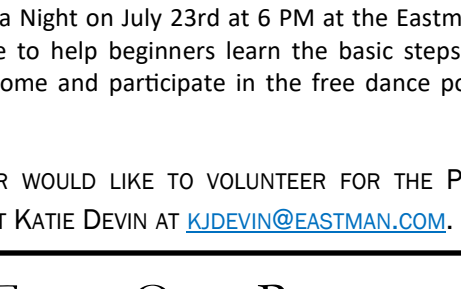 a Night on July 23rd at 6 PM at the Eastm
e to help beginners learn the basic steps
ome and participate in the free dance po
R WOULD LIKE TO VOLUNTEER FOR THE P
T KATIE DEVIN AT KJDEVIN@EASTMAN.COM.